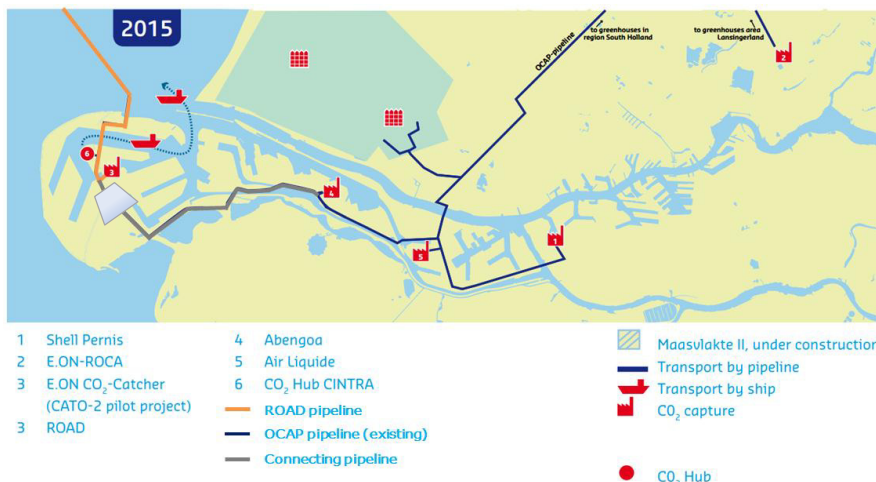 2015
OCAP-pipeline
to greenhouses in
region South Holland
to greenhouses area
Lansingerland
2
6
3
4
5
1
1 Shell Pernis
2 E.ON-ROCA
3 E.ON CO₂-Catcher
(CATO-2 pilot project)
3 ROAD
4 Abengoa
5 Air Liquide
6 CO₂ Hub CINTRA
ROAD pipeline
OCAP pipeline (existing)
Connecting pipeline
Maasvlakte II, under construction
Transport by pipeline
Transport by ship
CO₂ capture
CO₂ Hub